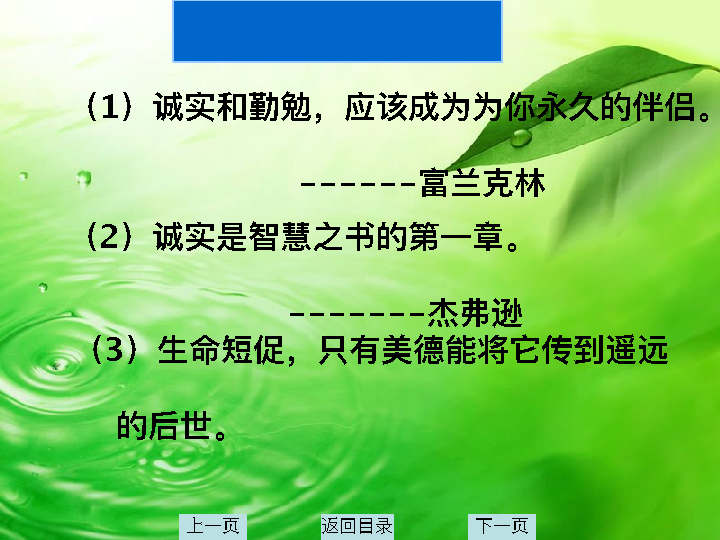 （1）诚实和勤勉，应该成为为你永久的伴侣。
------富兰克林
（2）诚实是智慧之书的第一章。
-------杰弗逊
（3）生命短促，只有美德能将它传到遥远
的后世。
上一页 返回目录 下一页